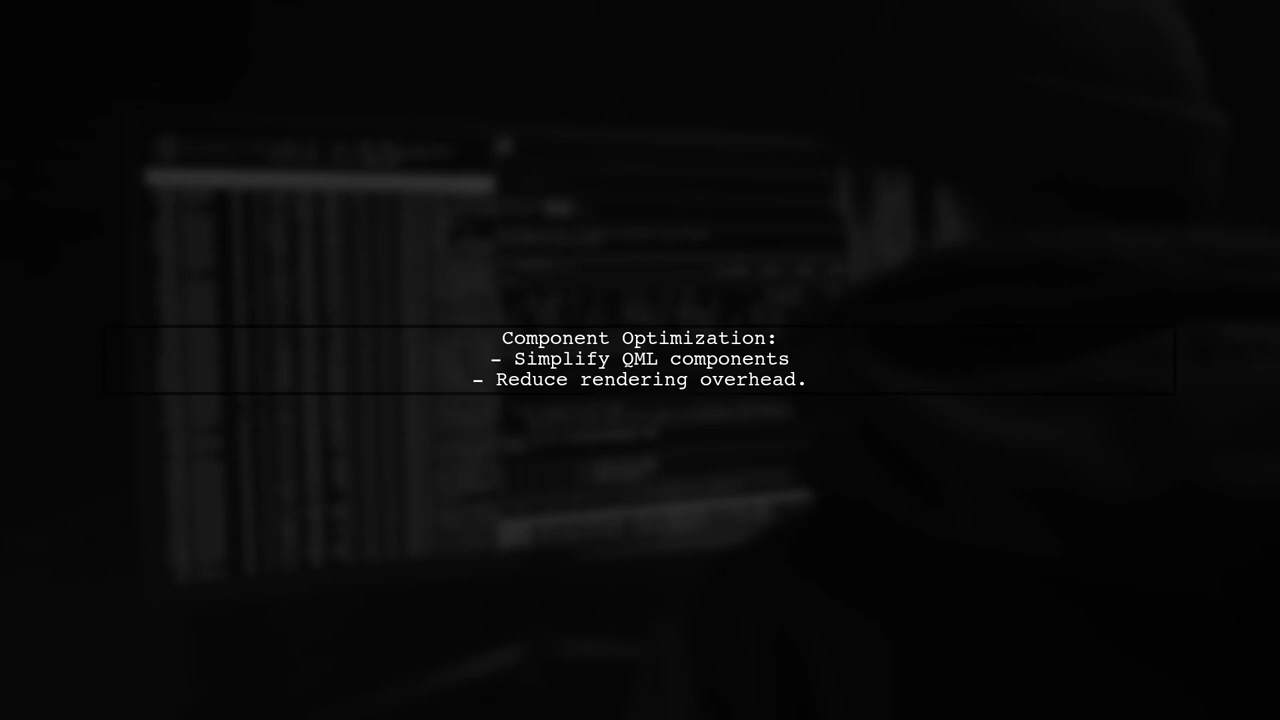 Component Optimization:
- Simplify QML components
- Reduce rendering overhead.